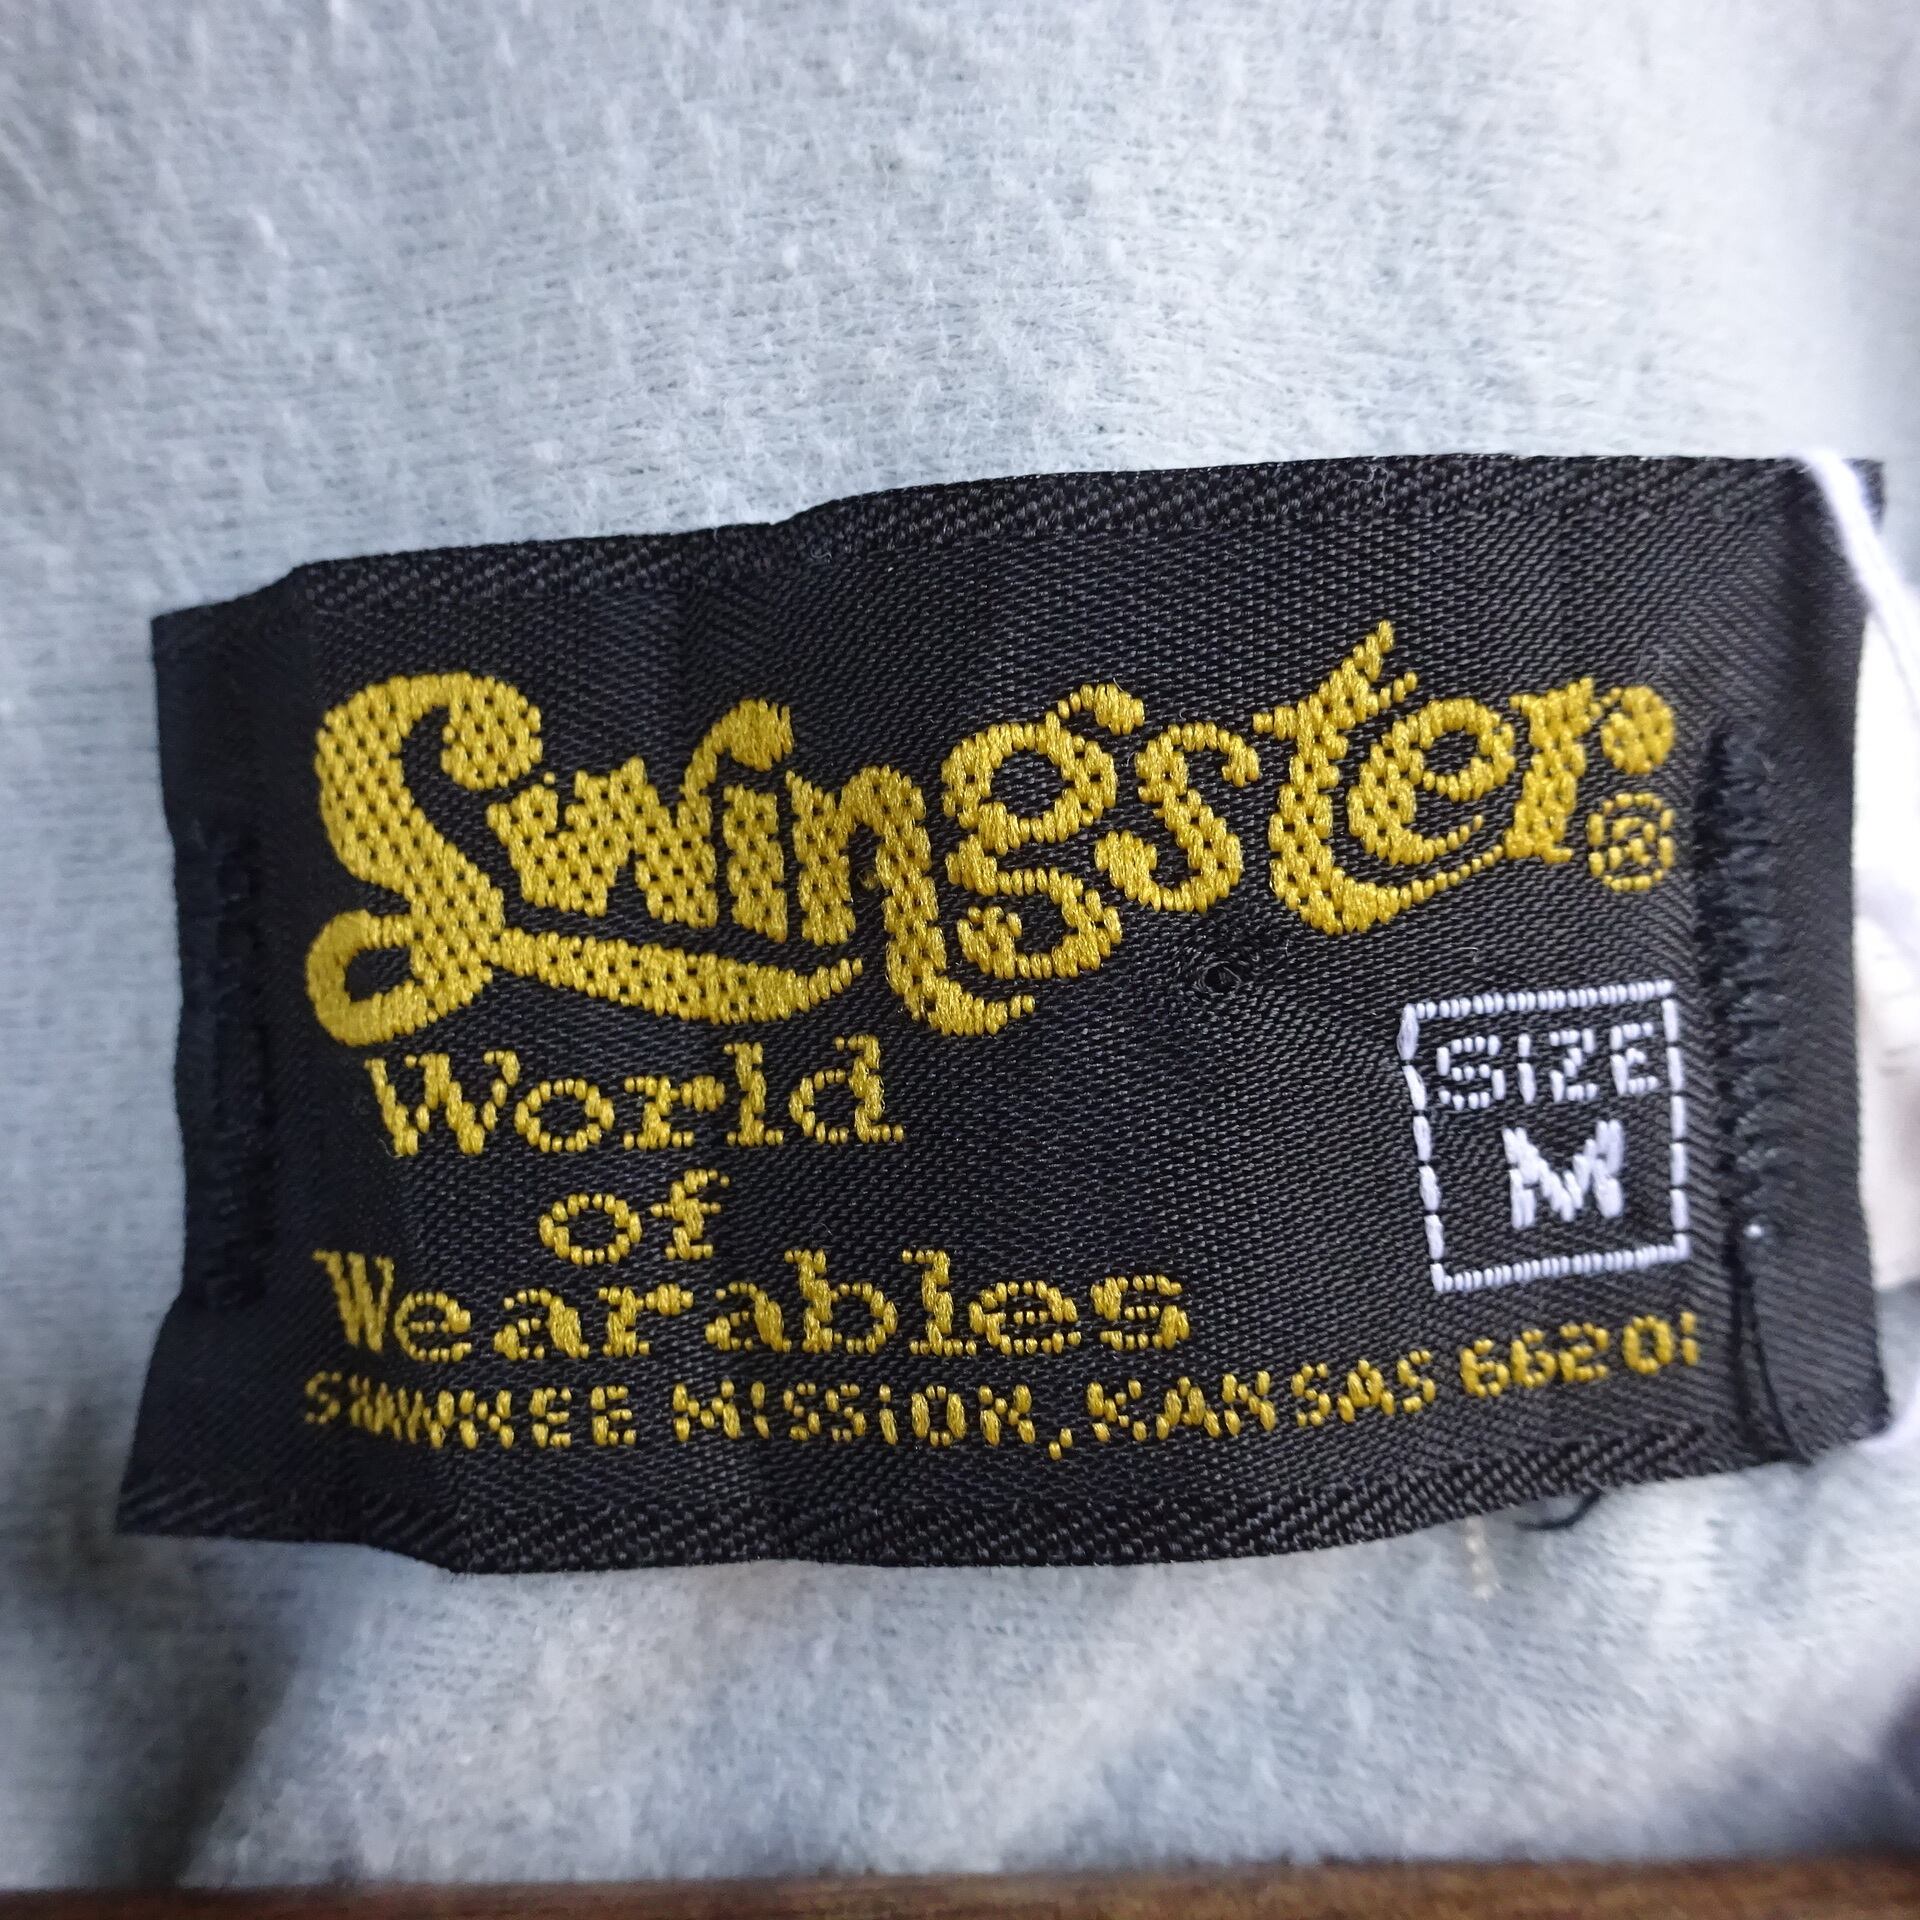 Swingster®
World
of
Wearables
SHAWNEE MISSION, KANSAS 66201
SIZE
M